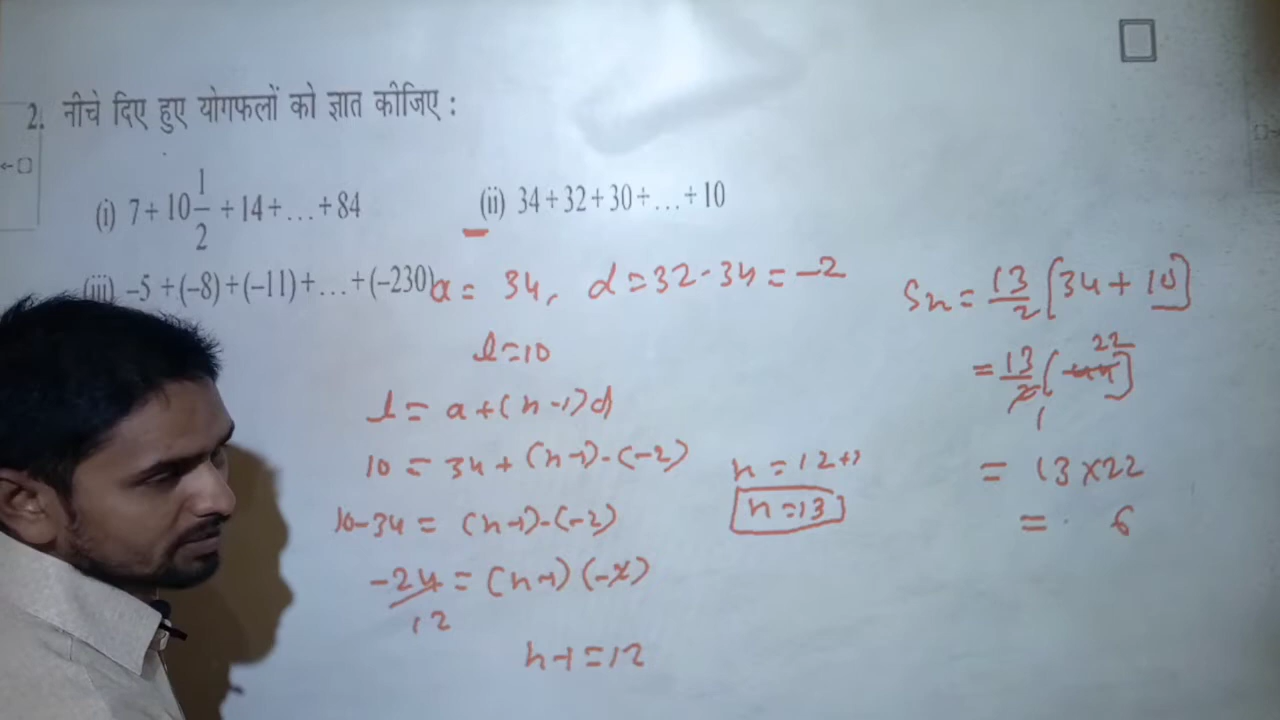 2. नीचे दिए हुए योगफलों को ज्ञात कीजिए :
(i) 7 + 10 1/2 + 14 + ... + 84
(ii) 34 + 32 + 30 + ... + 10
(iii) –5 + (–8) + (–11) + ... + (–230)
a = 34, d = 32 - 34 = -2
l = 10
l = a + (n-1)d
10 = 34 + (n-1) - (-2)
10-34 = (n-1) - (-2)
-24 = (n-1) (-2)
12
n-1 = 12
n = 12+1
n = 13
Sn = 13/2 [34 + 10]
= 13/2 [44] 22
1
= 13 × 22
= 6